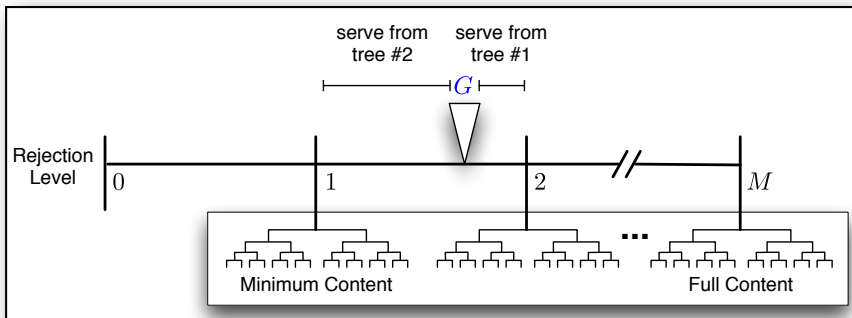 serve from
tree #2
serve from
tree #1
G
Rejection
Level
0
1
2
M
...
Minimum Content
Full Content